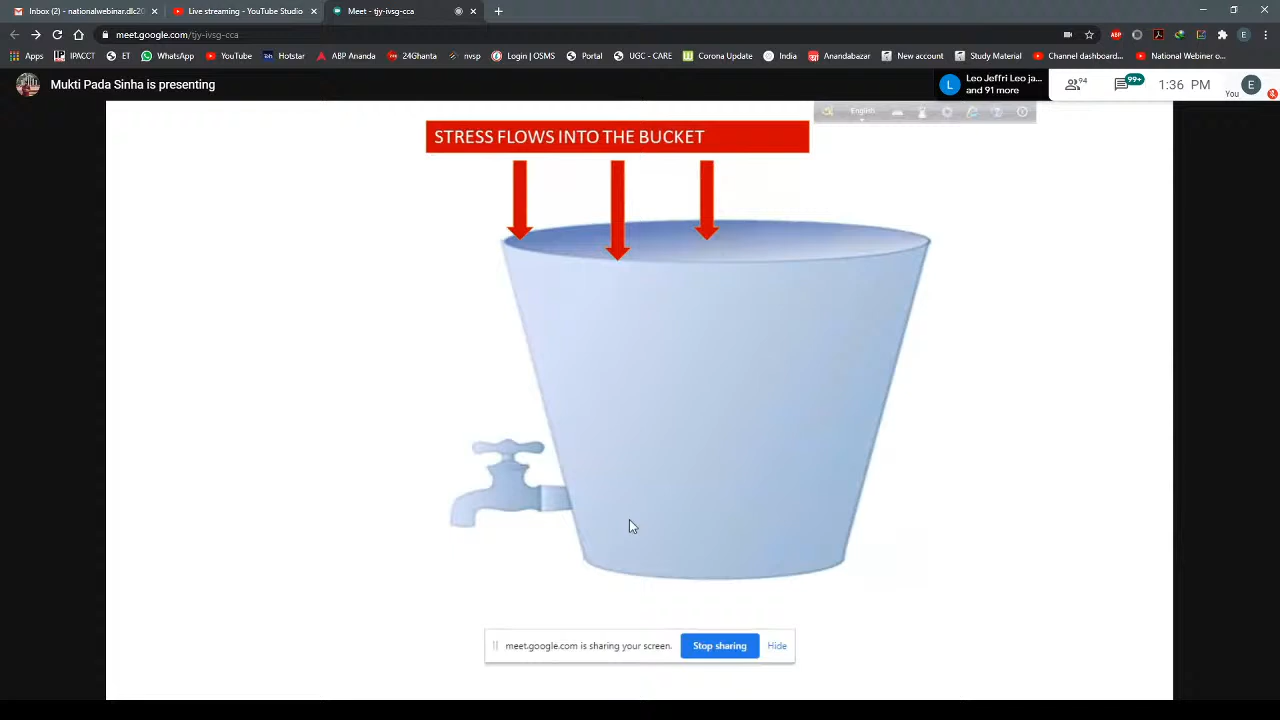 Inbox (2) - nationalwebinar.dlc20
Live streaming - YouTube Studio
Meet - tjy-ivsg-cca
meet.google.com/tjy-ivsg-cca
Apps
IPACCT
ET
WhatsApp
YouTube
Hotstar
ABP Ananda
24Ghanta
nvsp
Login | OSMS
Portal
UGC - CARE
Corona Update
India
Anandabazar
New account
Study Material
Channel dashboard...
National Webinar o...
Mukti Pada Sinha is presenting
L
Leo Jeffri Leo ja...
and 91 more
94
99+
1:36 PM
You
E
English
STRESS FLOWS INTO THE BUCKET
meet.google.com is sharing your screen.
Stop sharing
Hide